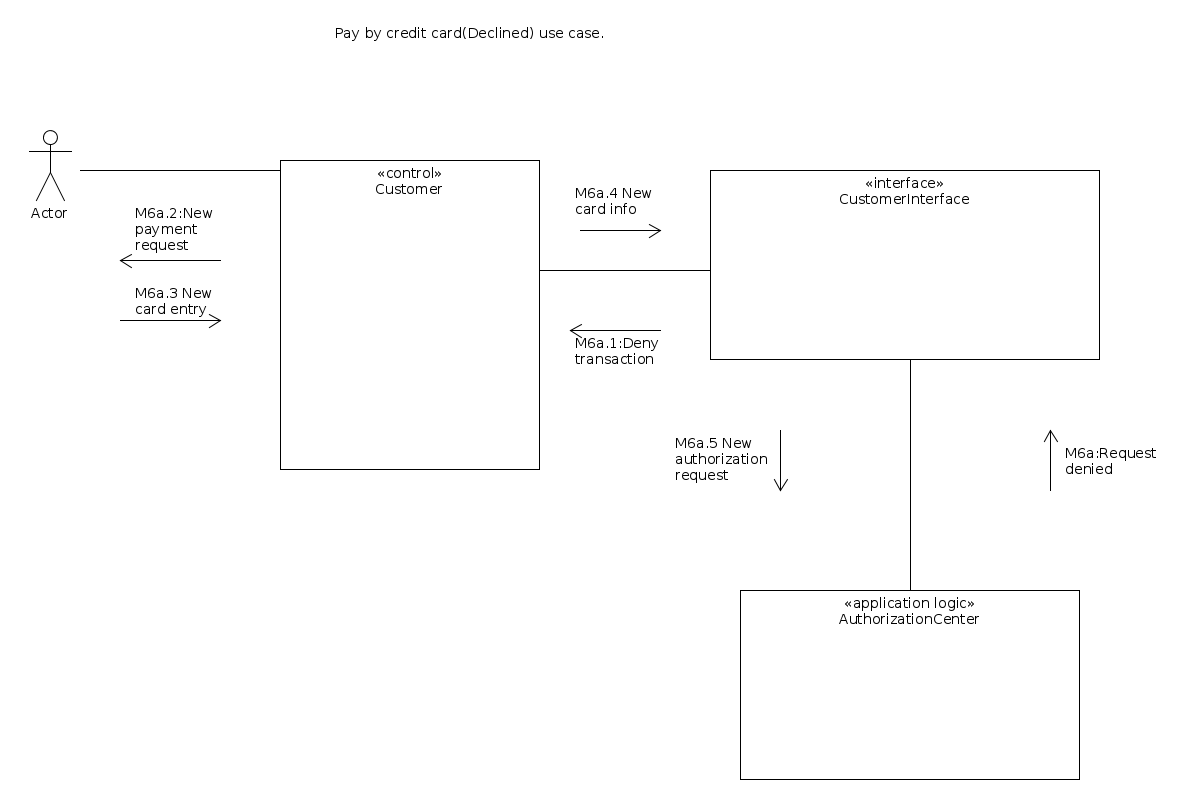 Pay by credit card(Declined) use case.
Actor
M6a.2:New
payment
request
M6a.3 New
card entry
«control»
Customer
M6a.4 New
card info
M6a.1:Deny
transaction
«interface»
CustomerInterface
M6a.5 New
authorization
request
M6a:Request
denied
«application logic»
AuthorizationCenter